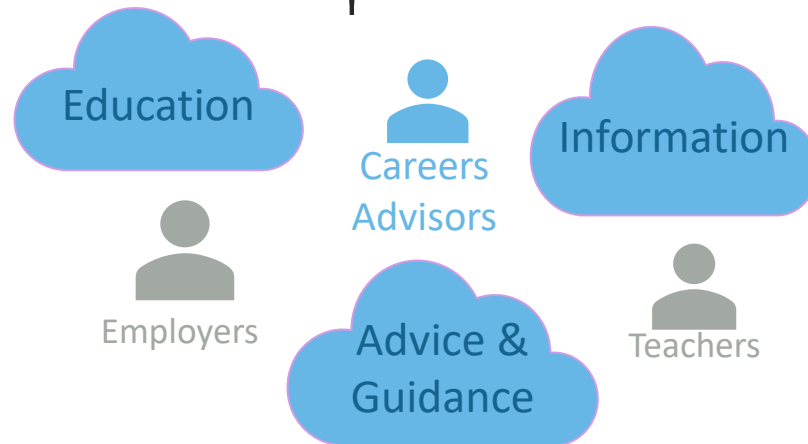 Education
Careers
Advisors
Information
Employers
Advice &
Guidance
Teachers